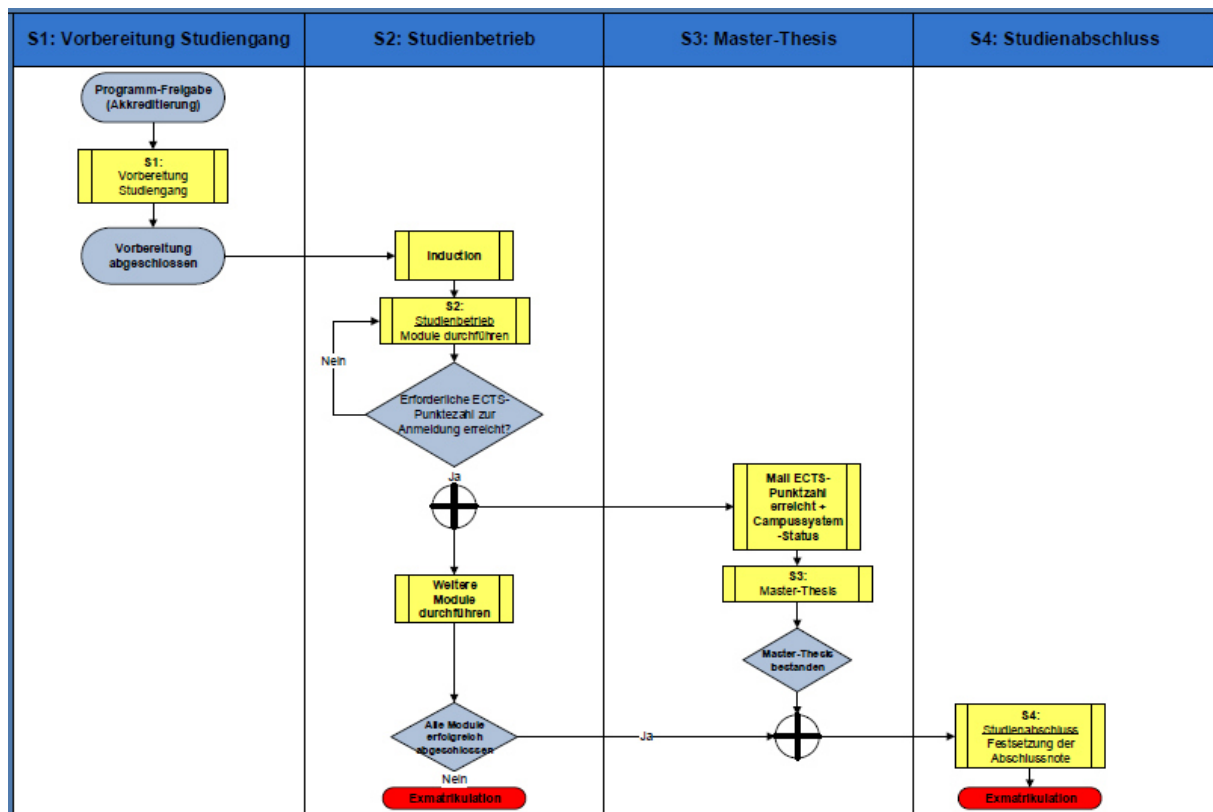 S1: Vorbereitung Studiengang
S2: Studienbetrieb
S3: Master-Thesis
S4: Studienabschluss
Programm-Freigabe
(Akkreditierung)
S1:
Vorbereitung
Studiengang
Vorbereitung
abgeschlossen
Induction
S2:
Studienbetrieb
Module durchführen
Nein
Erforderliche ECTS-
Punktezahl zur
Anmeldung erreicht?
Ja
Mail ECTS-
Punktzahl
erreicht +
Campussystem
-Status
S3:
Master-Thesis
Weitere
Module
durchführen
Master-Thesis
bestanden
Alle Module
erfolgreich
abgeschlossen
Ja
S4:
Studienabschluss
Festsetzung der
Abschlussnote
Nein
Exmatrikulation
Exmatrikulation